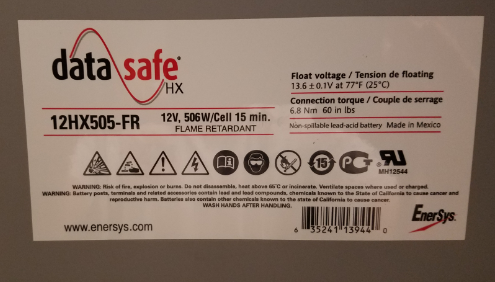 data safe®
HX
12HX505-FR
12V, 506W/Cell 15 min.
FLAME RETARDANT
Float voltage / Tension de floating
13.6 ± 0.1V at 77°F (25°C)
Connection torque / Couple de serrage
6.8 Nm 60 in lbs
Non-spillable lead-acid battery Made in Mexico
15
MH12544
WARNING: Risk of fire, explosion or burns. Do not disassemble, heat above 65°C or incinerate. Ventilate spaces where used or charged.
WARNING: Battery posts, terminals and related accessories contain lead and lead compounds, chemicals known to the State of California to cause cancer and
reproductive harm. Batteries also contain other chemicals known to the state of California to cause cancer.
WASH HANDS AFTER HANDLING.
www.enersys.com
6 35241 13944 0
EnerSys